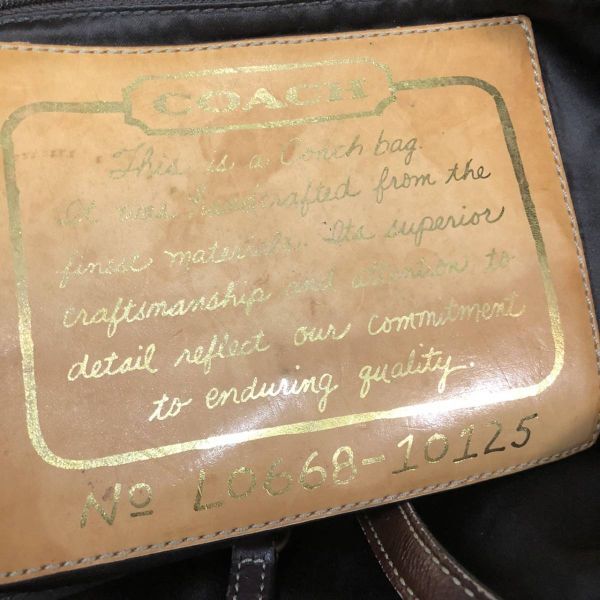 COACH
This is a Coach bag.
It was handcrafted from the
finest materials. Its superior
craftsmanship and attention to
detail reflect our commitment
to enduring quality.
No L0668-10125